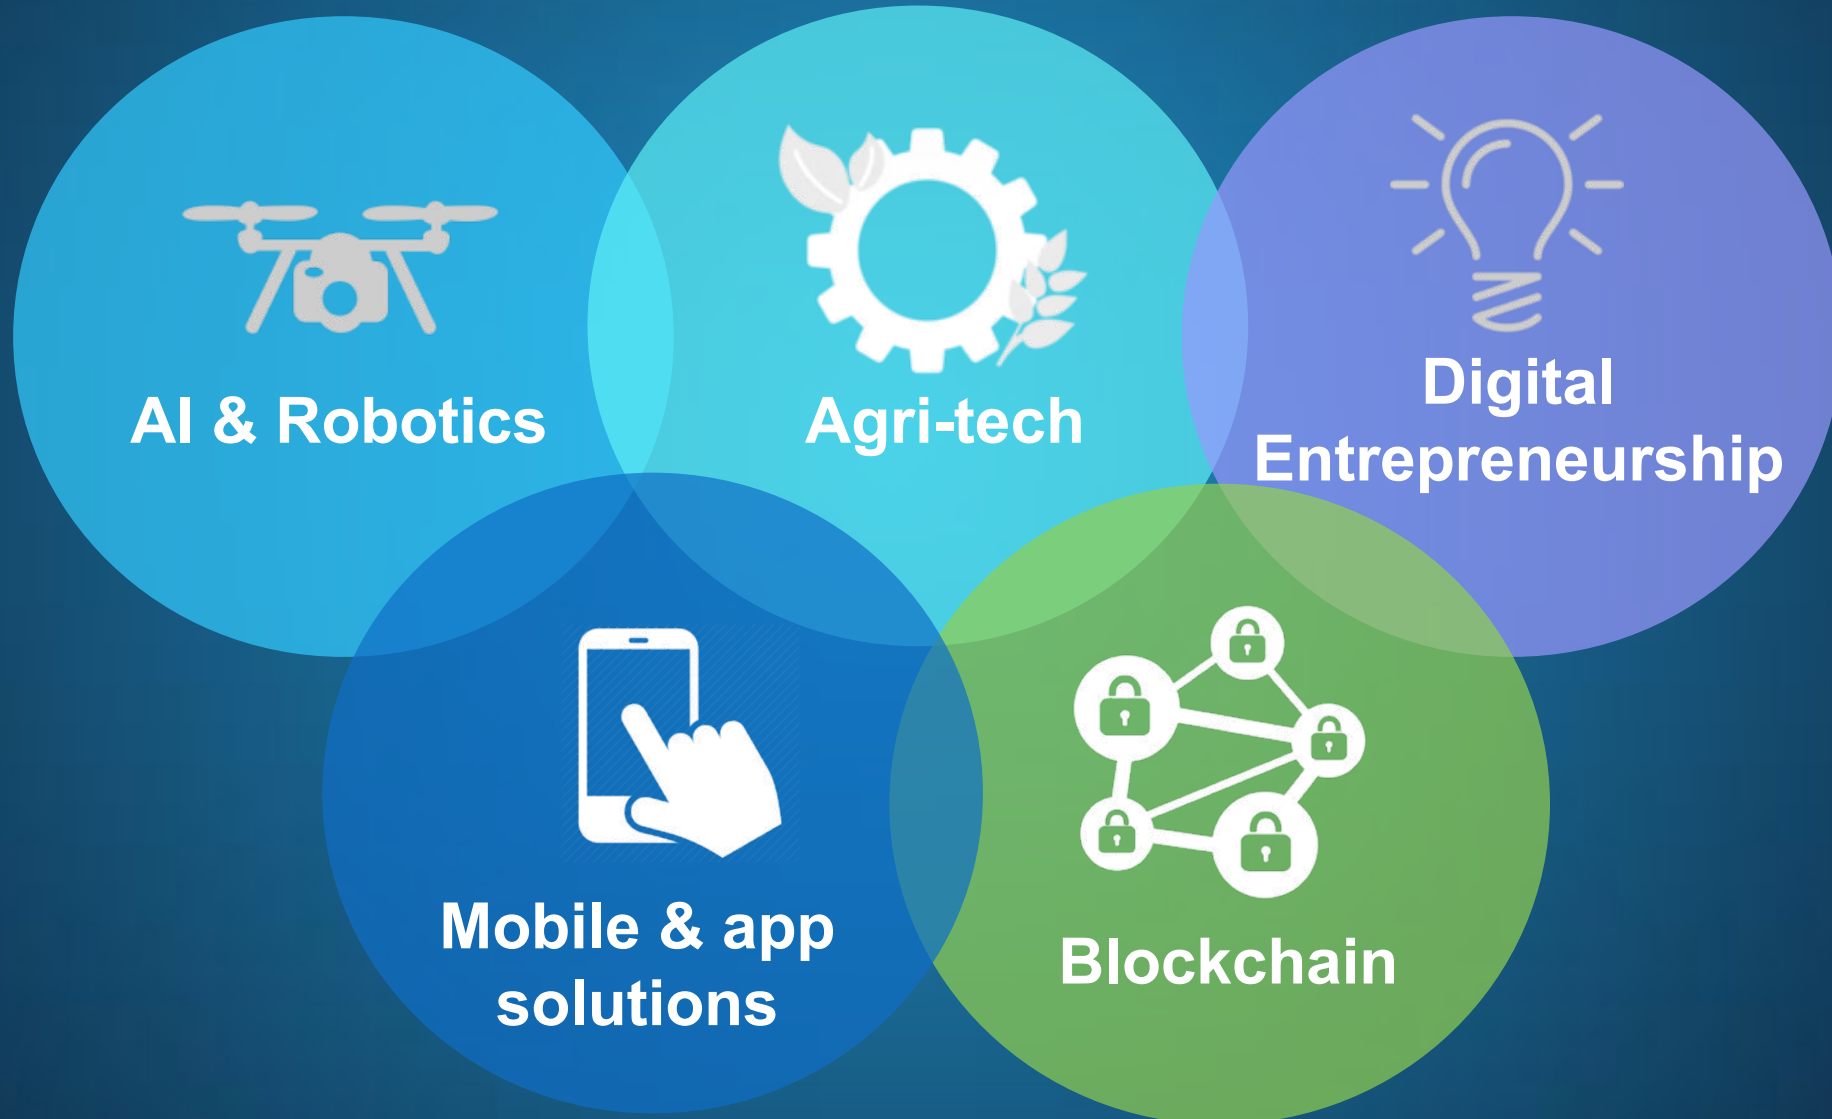 AI & Robotics
Agri-tech
Digital
Entrepreneurship
Mobile & app
solutions
Blockchain